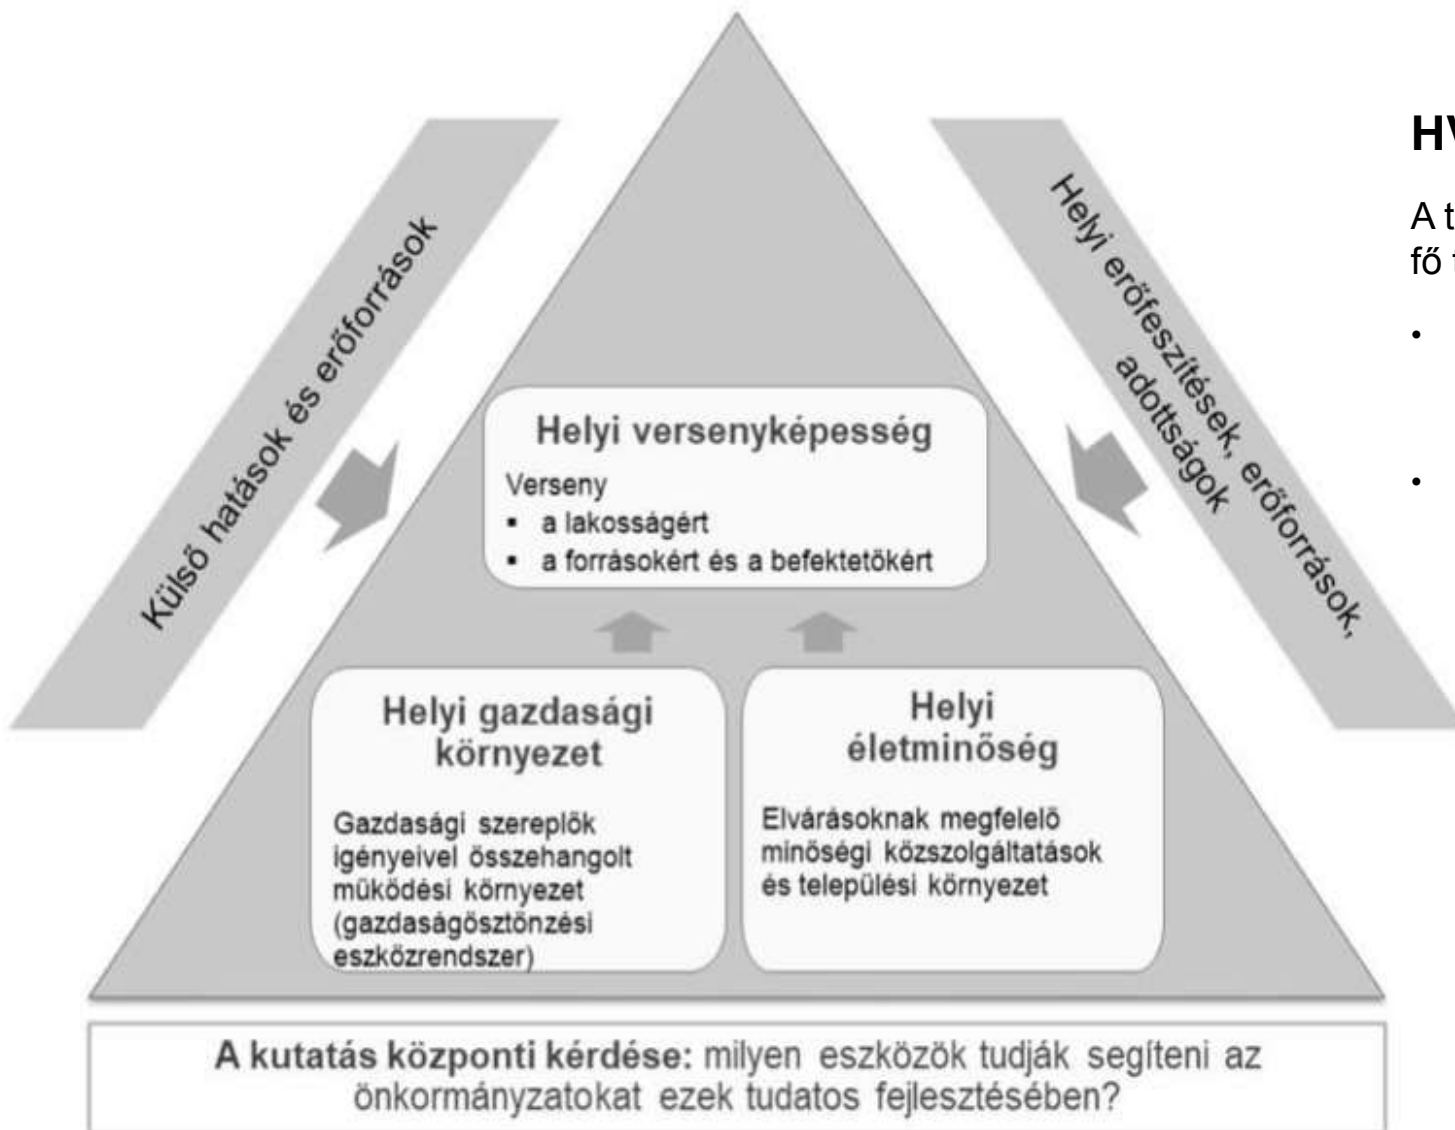 Külső hatások és erőforrások
Helyi erőfeszítések, erőforrások,
adottságok
Helyi versenyképesség
Verseny
▪ a lakosságért
▪ a forrásokért és a befektetőkért
Helyi gazdasági
környezet
Gazdasági szereplők
igényeivel összehangolt
működési környezet
(gazdaságösztönzési
eszközrendszer)
Helyi
életminőség
Elvárásoknak megfelelő
minőségi közszolgáltatások
és települési környezet
A kutatás központi kérdése: milyen eszközök tudják segíteni az
önkormányzatokat ezek tudatos fejlesztésében?
A
fő
•
•